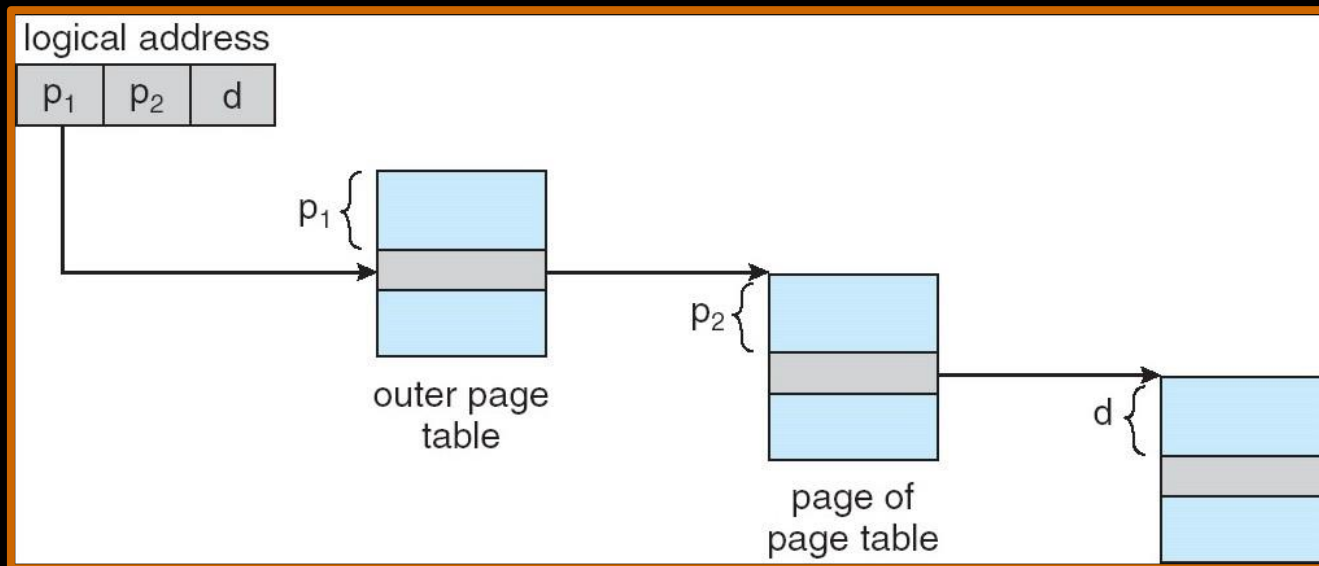 logical address
p₁ p₂ d
p₁
outer page
table
p₂
page of
page table
d